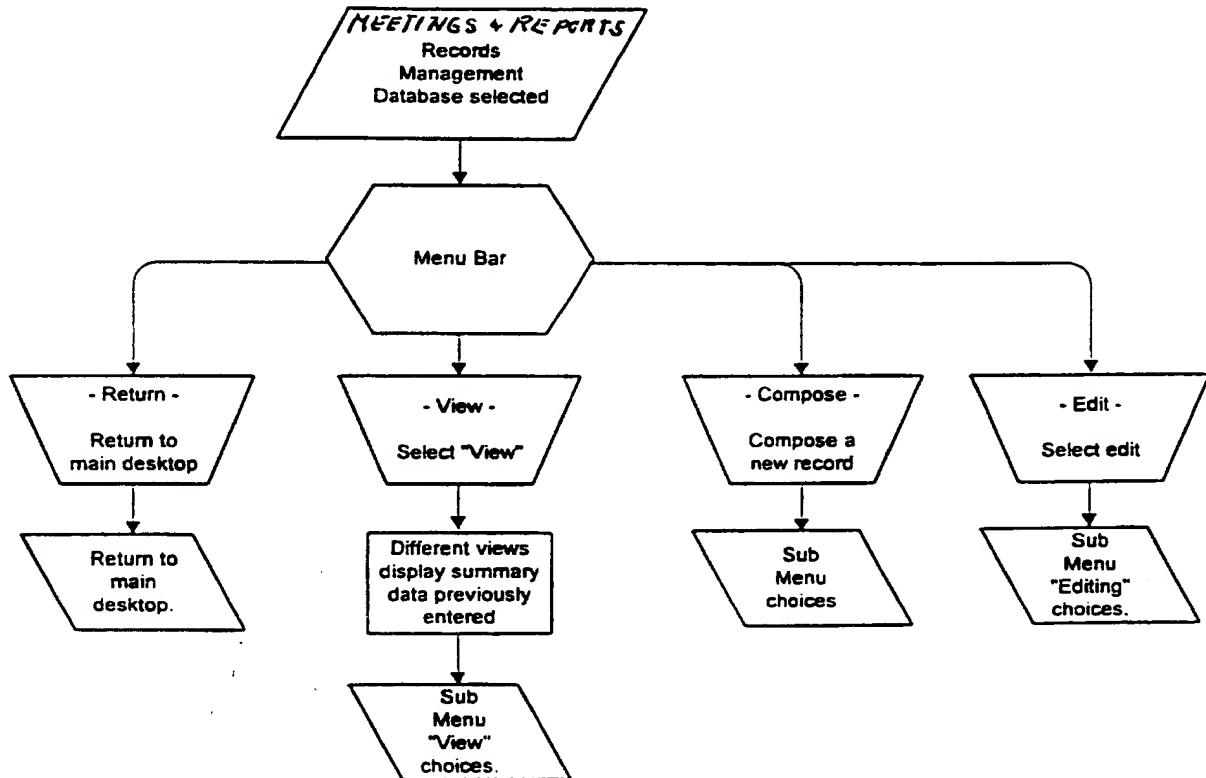 MEETINGS & REPORTS
Records
Management
Database selected
Menu Bar
- Return -
Return to
main desktop
- View -
Select "View"
- Compose -
Compose a
new record
- Edit -
Select edit
Return to
main
desktop.
Different views
display summary
data previously
entered
Sub
Menu
choices
Sub
Menu
"Editing"
choices.
Sub
Menu
"View"
choices.